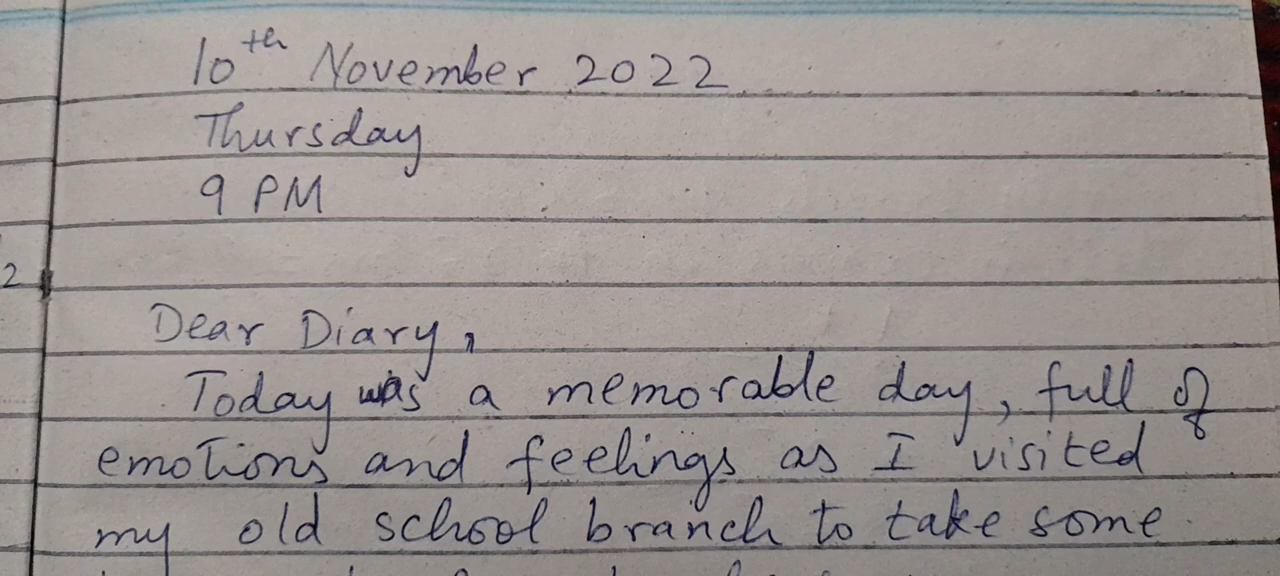 10th November 2022
Thursday
9 PM
2
Dear Diary,
Today was a memorable day, full of
emotions and feelings as I visited
my old school branch to take some